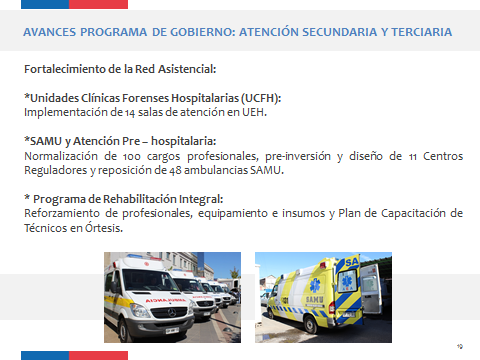 AVANCES PROGRAMA DE GOBIERNO: ATENCIÓN SECUNDARIA Y TERCIARIA
Fortalecimiento de la Red Asistencial:
*Unidades Clínicas Forenses Hospitalarias (UCFH):
Implementación de 14 salas de atención en UEH.
*SAMU y Atención Pre – hospitalaria:
Normalización de 100 cargos profesionales, pre-inversión y diseño de 11 Centros
Reguladores y reposición de 48 ambulancias SAMU.
* Programa de Rehabilitación Integral:
Reforzamiento de profesionales, equipamiento e insumos y Plan de Capacitación de
Técnicos en Órtesis.
AMBULANCIA
SAMU
SA
19